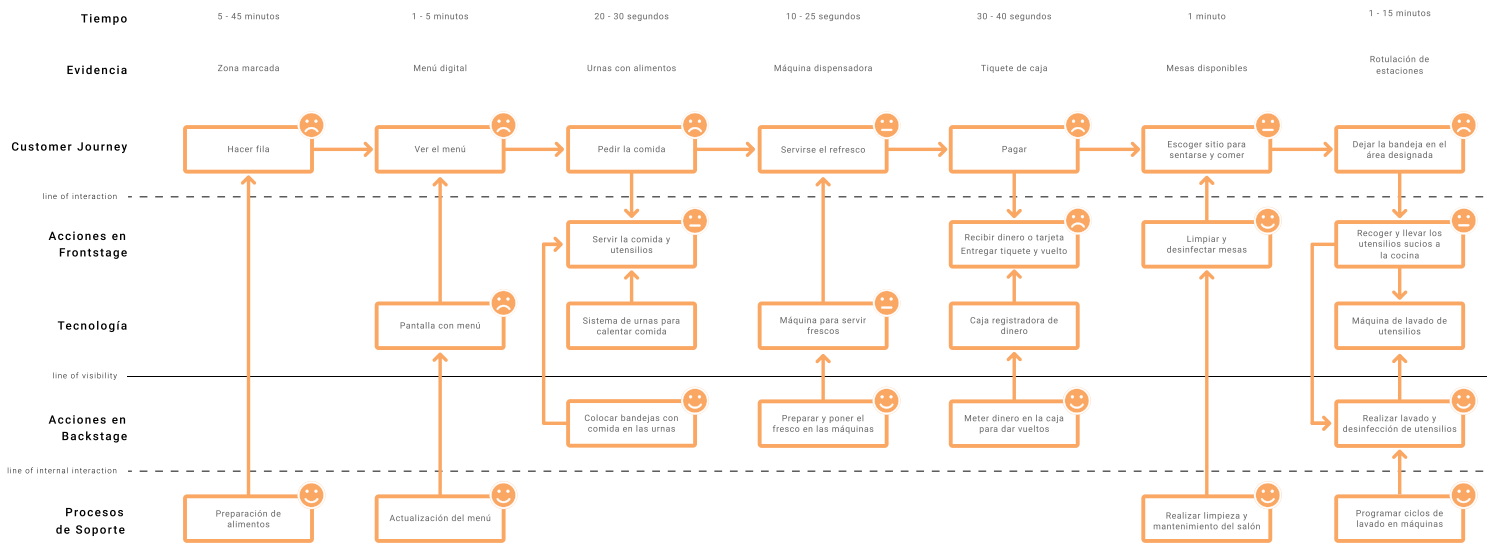 Tiempo
5 - 45 minutos
1 - 5 minutos
20 - 30 segundos
10 - 25 segundos
30 - 40 segundos
1 minuto
1 - 15 minutos
Evidencia
Zona marcada
Menú digital
Urnas con alimentos
Máquina dispensadora
Tiquete de caja
Mesas disponibles
Rotulación de
estaciones
Customer Journey
Hacer fila
Ver el menú
Pedir la comida
Servirse el refresco
Pagar
Escoger sitio para
sentarse y comer
Dejar la bandeja en el
área designada
line of interaction
Acciones en
Frontstage
Servir la comida y
utensilios
Recibir dinero o tarjeta
Entregar tiquete y vuelto
Limpiar y
desinfectar mesas
Recoger y llevar los
utensilios sucios a
la cocina
Tecnología
Pantalla con menú
Sistema de urnas para
calentar comida
Máquina para servir
frescos
Caja registradora de
dinero
Máquina de lavado de
utensilios
line of visibility
Acciones en
Backstage
Colocar bandejas con
comida en las urnas
Preparar y poner el
fresco en las máquinas
Meter dinero en la caja
para dar vueltos
Realizar lavado y
desinfección de utensilios
line of internal interaction
Procesos
de Soporte
Preparación de
alimentos
Actualización del menú
Realizar limpieza y
mantenimiento del salón
Programar ciclos de
lavado en máquinas